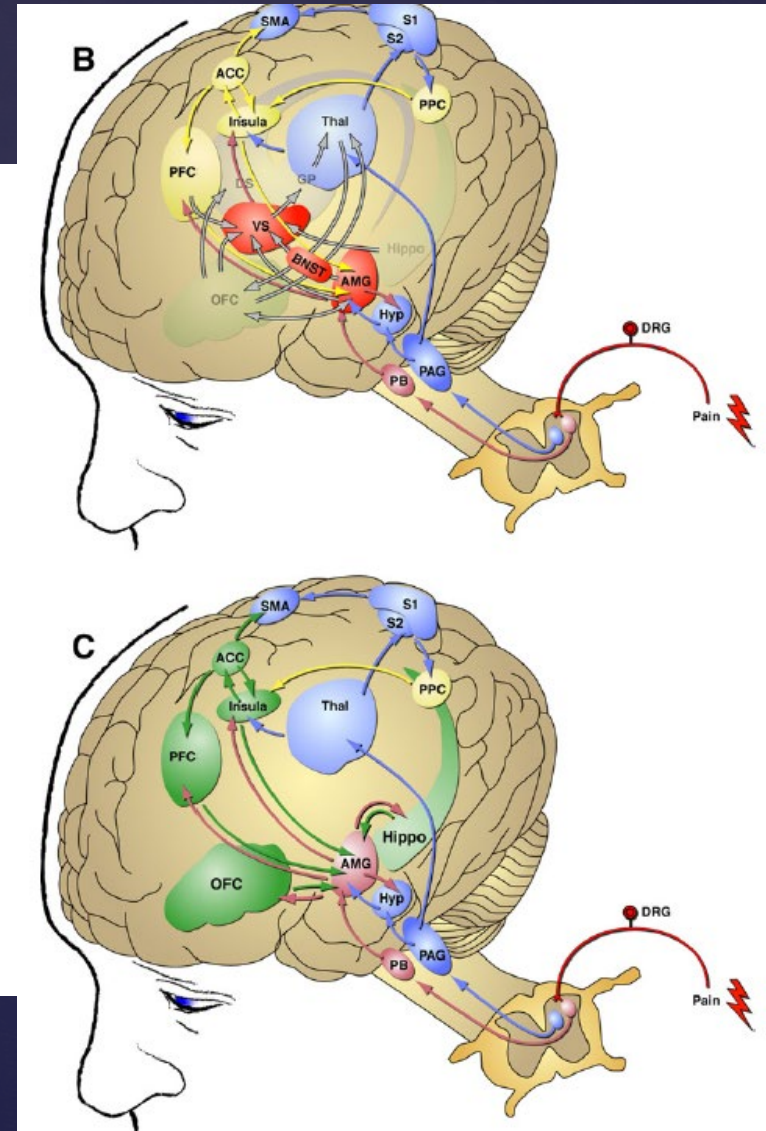 B
SMA
S1
S2
ACC
PPC
Insula
Thal
PFC
DS
GP
VS
Hippo
BNST
AMG
OFC
Hyp
PAG
PB
DRG
Pain
C
SMA
S1
S2
ACC
PPC
Insula
Thal
PFC
Hippo
AMG
OFC
Hyp
PAG
PB
DRG
Pain